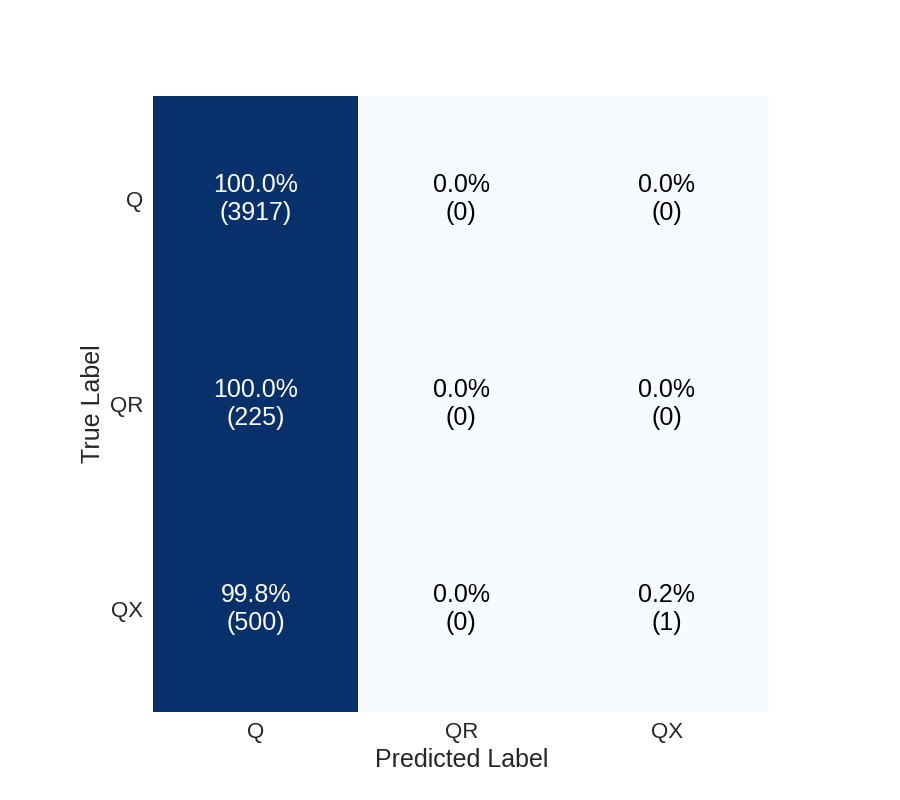 100.0%
(3917)
0.0%
(0)
0.0%
(0)
Q
100.0%
(225)
0.0%
(0)
0.0%
(0)
QR
True Label
99.8%
(500)
0.0%
(0)
0.2%
(1)
QX
Q
QR
QX
Predicted Label